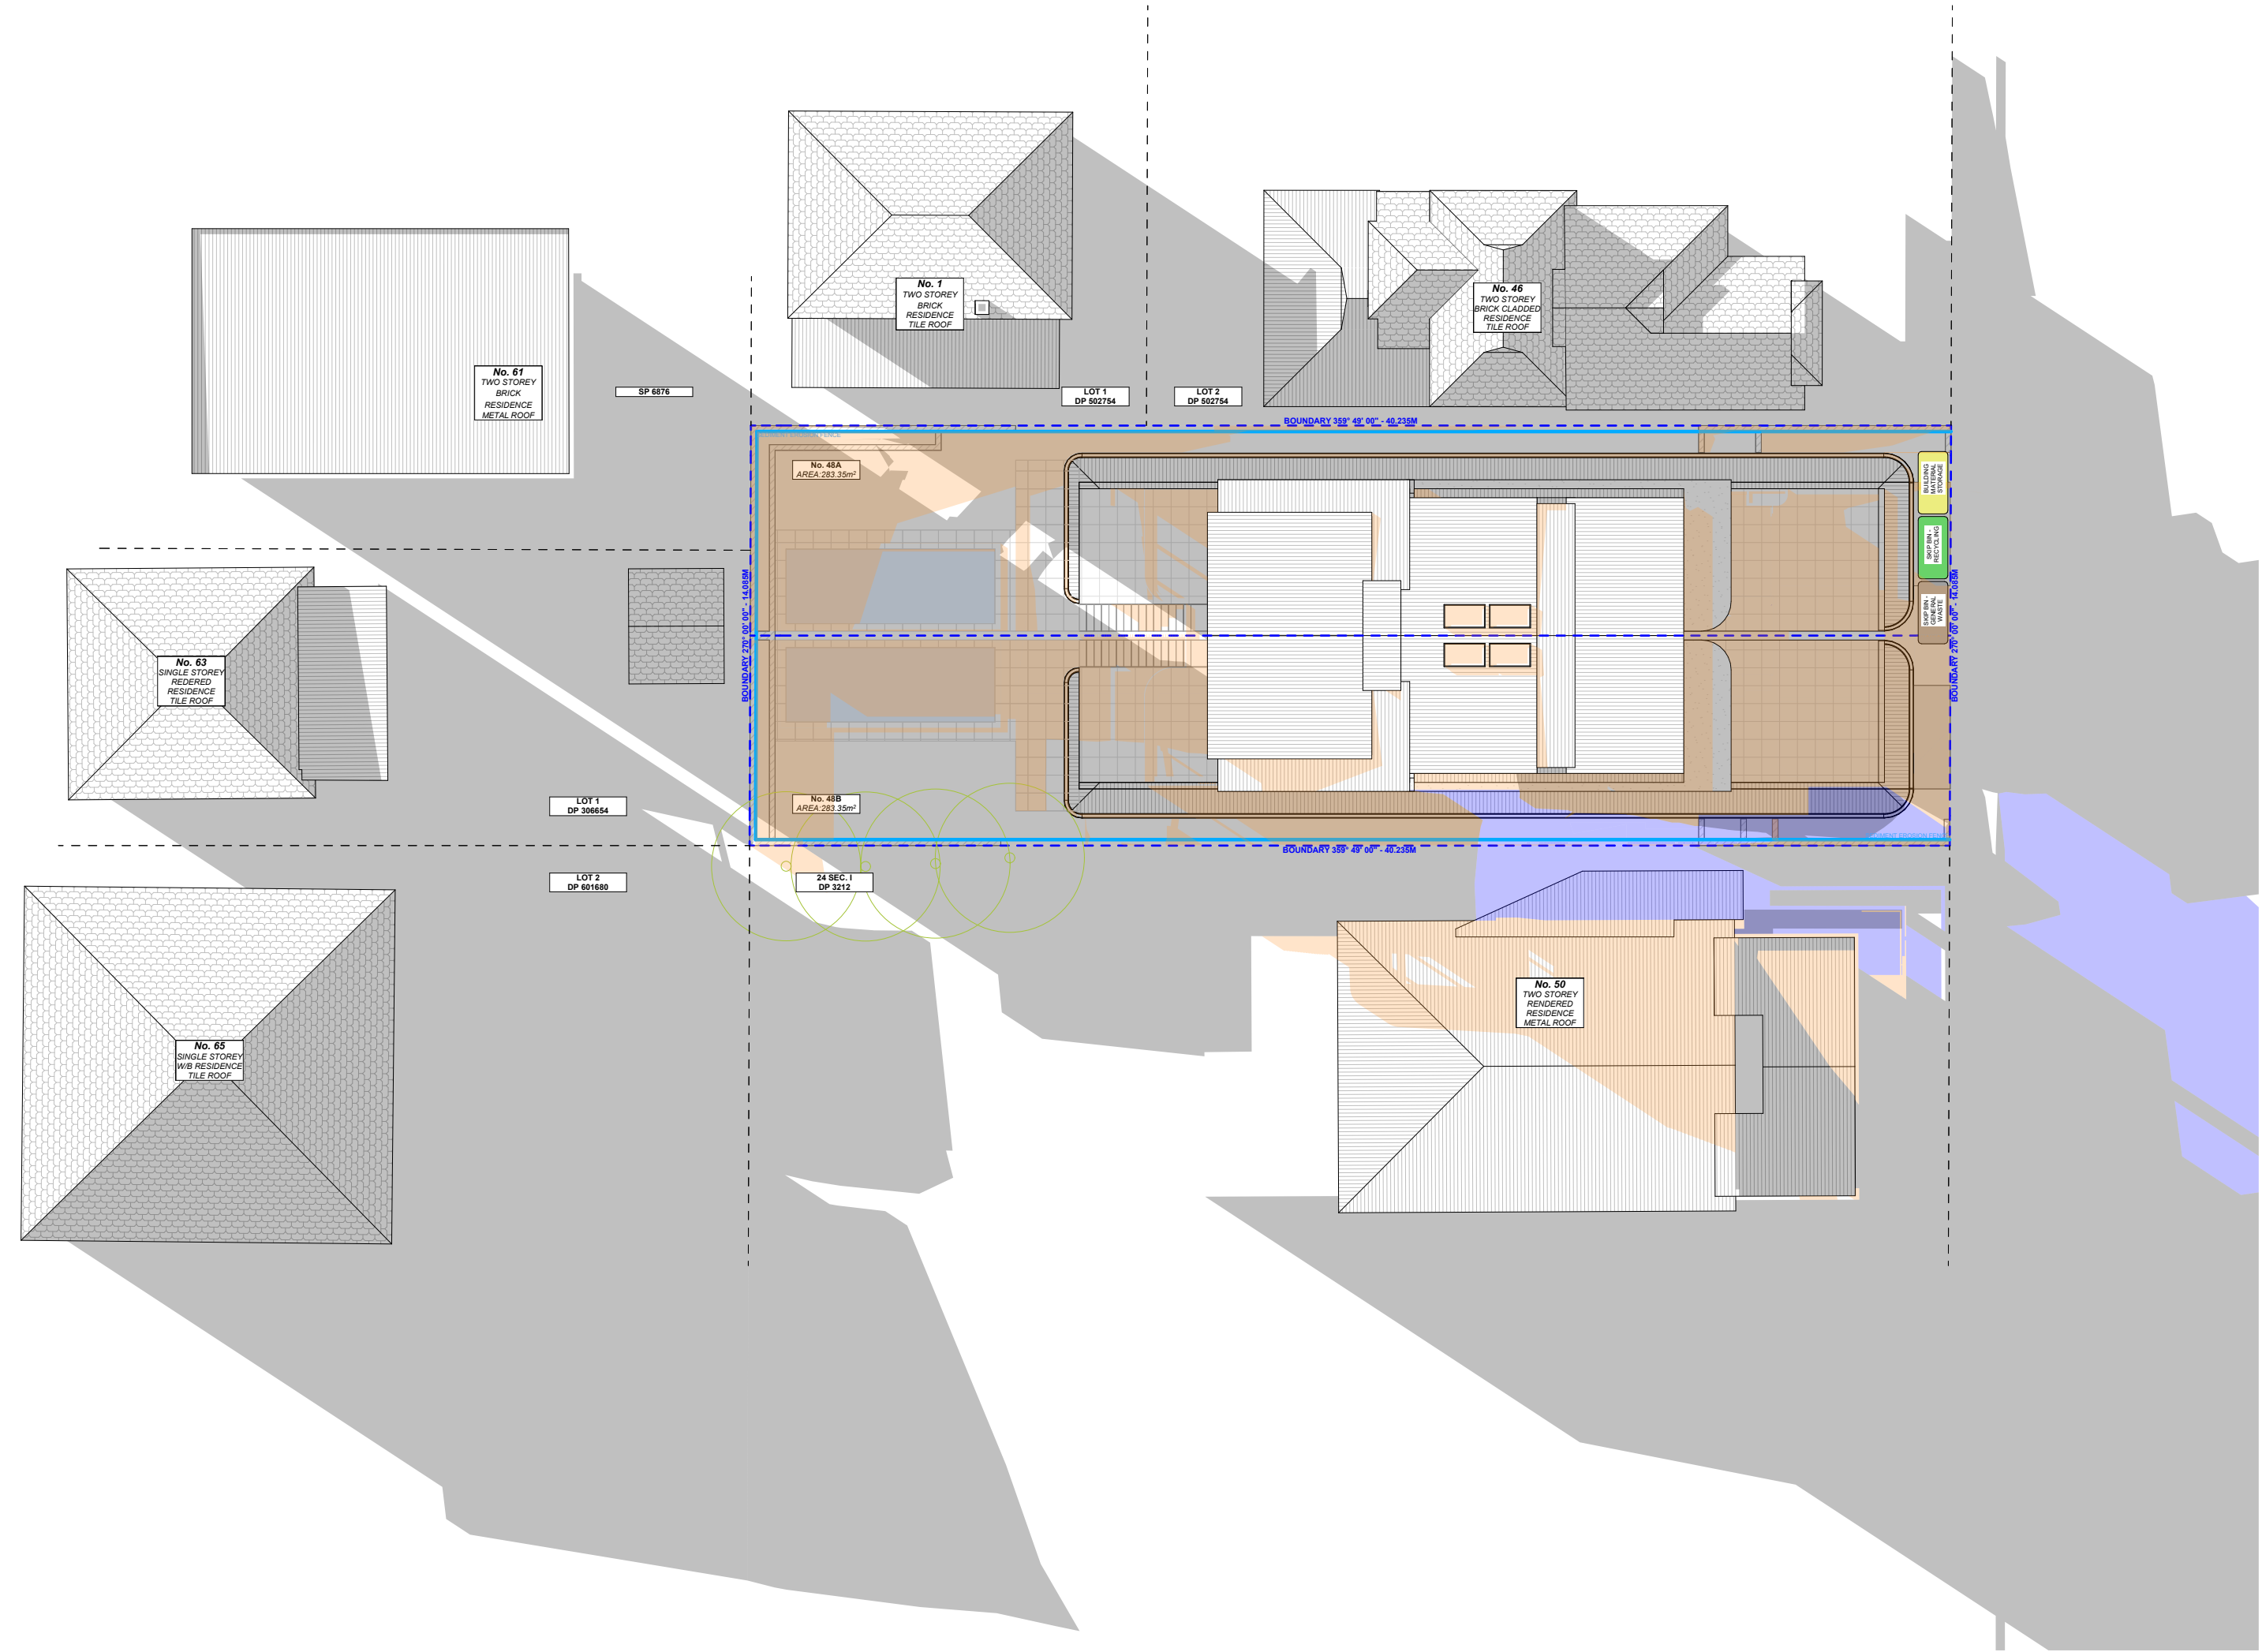 No. 1
TWO STOREY
BRICK
RESIDENCE
TILE ROOF
No. 46
TWO STOREY
BRICK CLADDED
RESIDENCE
TILE ROOF
No. 61
TWO STOREY
BRICK
RESIDENCE
METAL ROOF
SP 6876
LOT 1
DP 502754
LOT 2
DP 502754
BOUNDARY 359° 49' 00" - 40.235M
SEDIMENT EROSION FENCE
No. 48A
AREA:283.35m²
BUILDING
MATERIAL
STORAGE
SKIP BIN -
RECYCLING
SKIP BIN -
GENERAL
WASTE
BOUNDARY 270° 00' 00" - 14.085M
BOUNDARY 270° 00' 00" - 14.085M
No. 63
SINGLE STOREY
REDERED
RESIDENCE
TILE ROOF
LOT 1
DP 306654
No. 48B
AREA:283.35m²
SEDIMENT EROSION FENCE
BOUNDARY 359° 49' 00" - 40.235M
LOT 2
DP 601680
24 SEC. I
DP 3212
No. 50
TWO STOREY
RENDERED
RESIDENCE
METAL ROOF
No. 65
SINGLE STOREY
W/B RESIDENCE
TILE ROOF